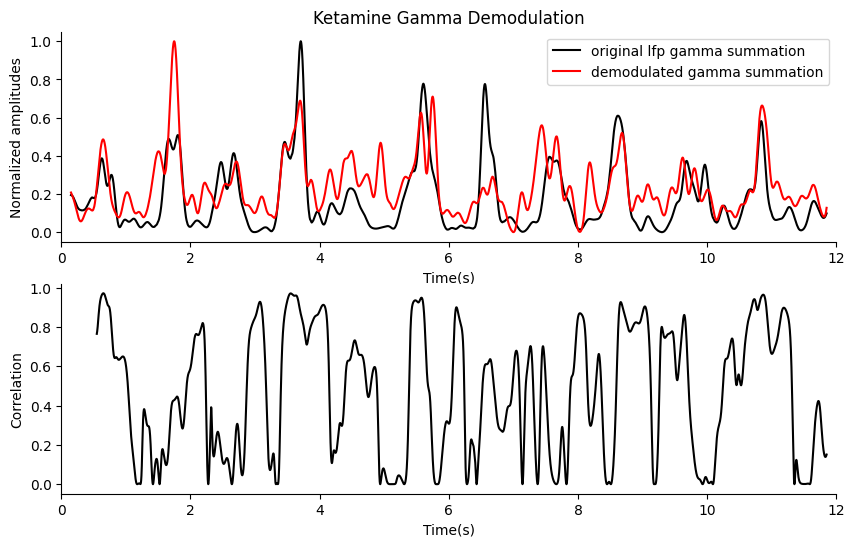 Ketamine Gamma Demodulation
original lfp gamma summation
demodulated gamma summation
Normalized amplitudes
1.0
0.8
0.6
0.4
0.2
0.0
0 2 4 6 8 10 12
Time(s)
Correlation
1.0
0.8
0.6
0.4
0.2
0.0
0 2 4 6 8 10 12
Time(s)